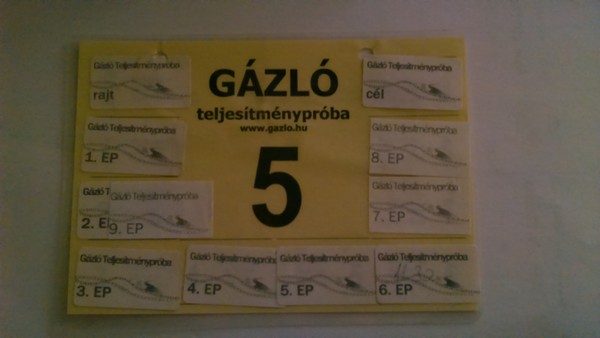 GÁZLÓ
teljesítménypróba
www.gazlo.hu
5
Gázló Teljesítménypróba
rajt
Gázló Teljesítménypróba
1. EP
Gázló T
2. E
Gázló Teljesítménypróba
9. EP
Gázló Teljesítménypróba
3. EP
Gázló Teljesítménypróba
4. EP
Gázló Teljesítménypróba
5. EP
Gázló Teljesítménypróba
6. EP
Gázló Teljesítménypróba
7. EP
Gázló Teljesítménypróba
8. EP
Gázló Teljesítménypróba
cél